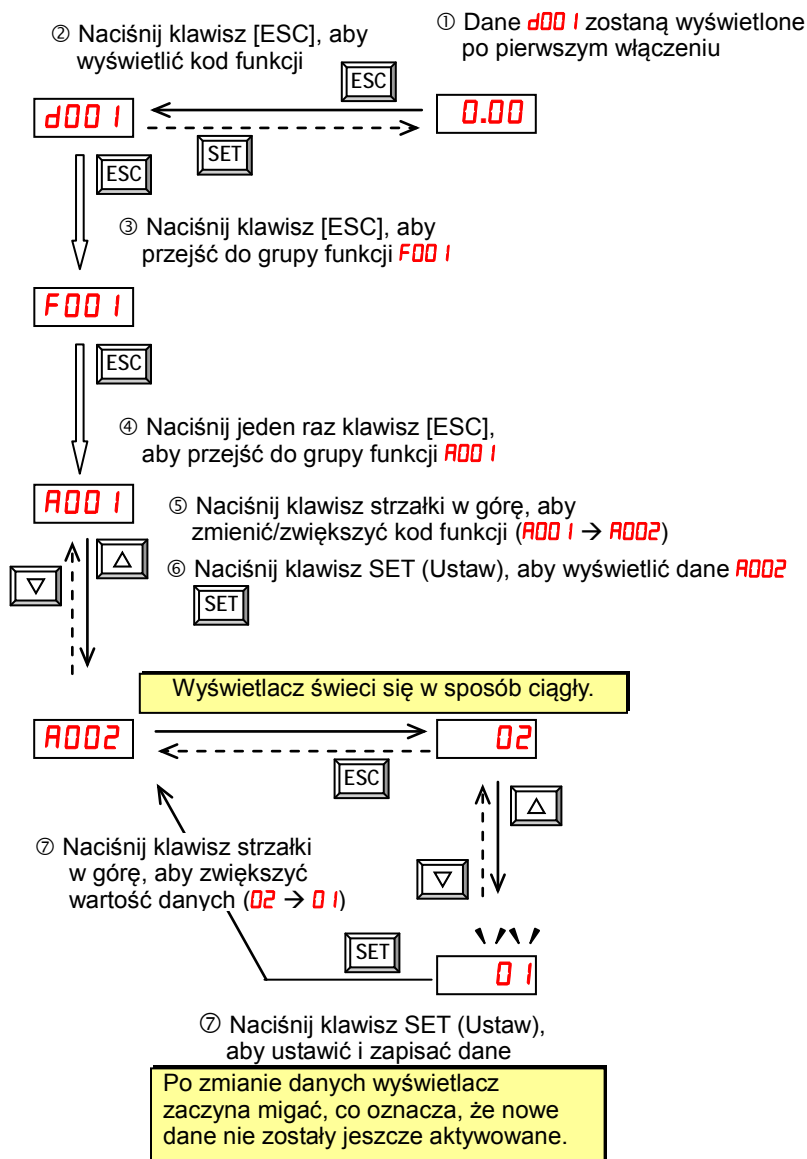 ① Dane d001 zostaną wyświetlone
po pierwszym włączeniu
② Naciśnij klawisz [ESC], aby
wyświetlić kod funkcji
ESC
d001
0.00
SET
ESC
③ Naciśnij klawisz [ESC], aby
przejść do grupy funkcji F001
F001
ESC
④ Naciśnij jeden raz klawisz [ESC],
aby przejść do grupy funkcji A001
A001
⑤ Naciśnij klawisz strzałki w górę, aby
zmienić/zwiększyć kod funkcji (A001 → A002)
⑥ Naciśnij klawisz SET (Ustaw), aby wyświetlić dane A002
SET
Wyświetlacz świeci się w sposób ciągły.
A002
02
ESC
⑦ Naciśnij klawisz strzałki
w górę, aby zwiększyć
wartość danych (02 → 01)
SET
01
⑦ Naciśnij klawisz SET (Ustaw),
aby ustawić i zapisać dane
Po zmianie danych wyświetlacz
zaczyna migać, co oznacza, że nowe
dane nie zostały jeszcze aktywowane.